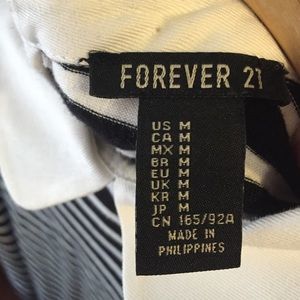 FOREVER 21
US M
CA M
MX M
BR M
EU M
UK M
KR M
JP M
CN 165/92A
MADE IN
PHILIPPINES